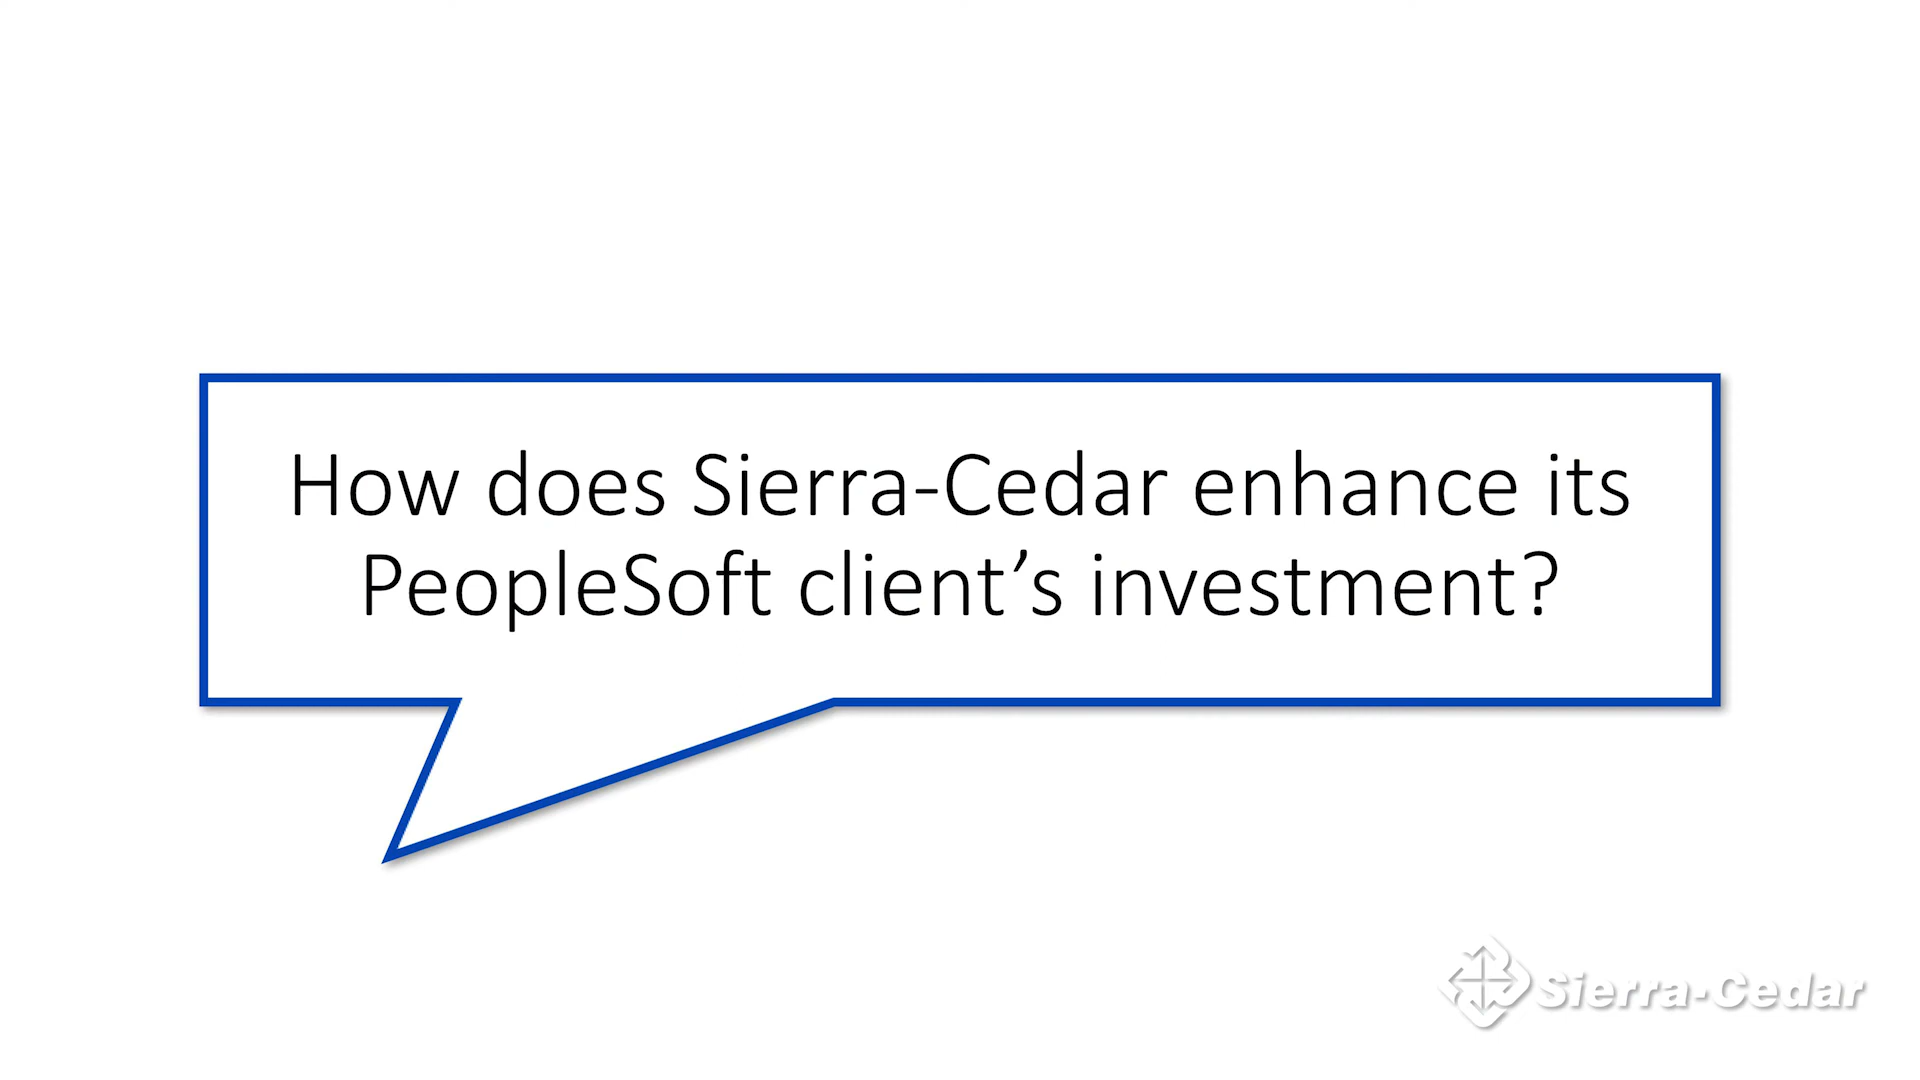 How does Sierra-Cedar enhance its
PeopleSoft client’s investment?
Sierra-Cedar